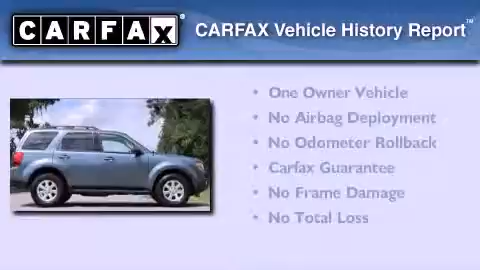 CARFAX® CARFAX Vehicle History Report™
• One Owner Vehicle
• No Airbag Deployment
• No Odometer Rollback
• Carfax Guarantee
• No Frame Damage
• No Total Loss